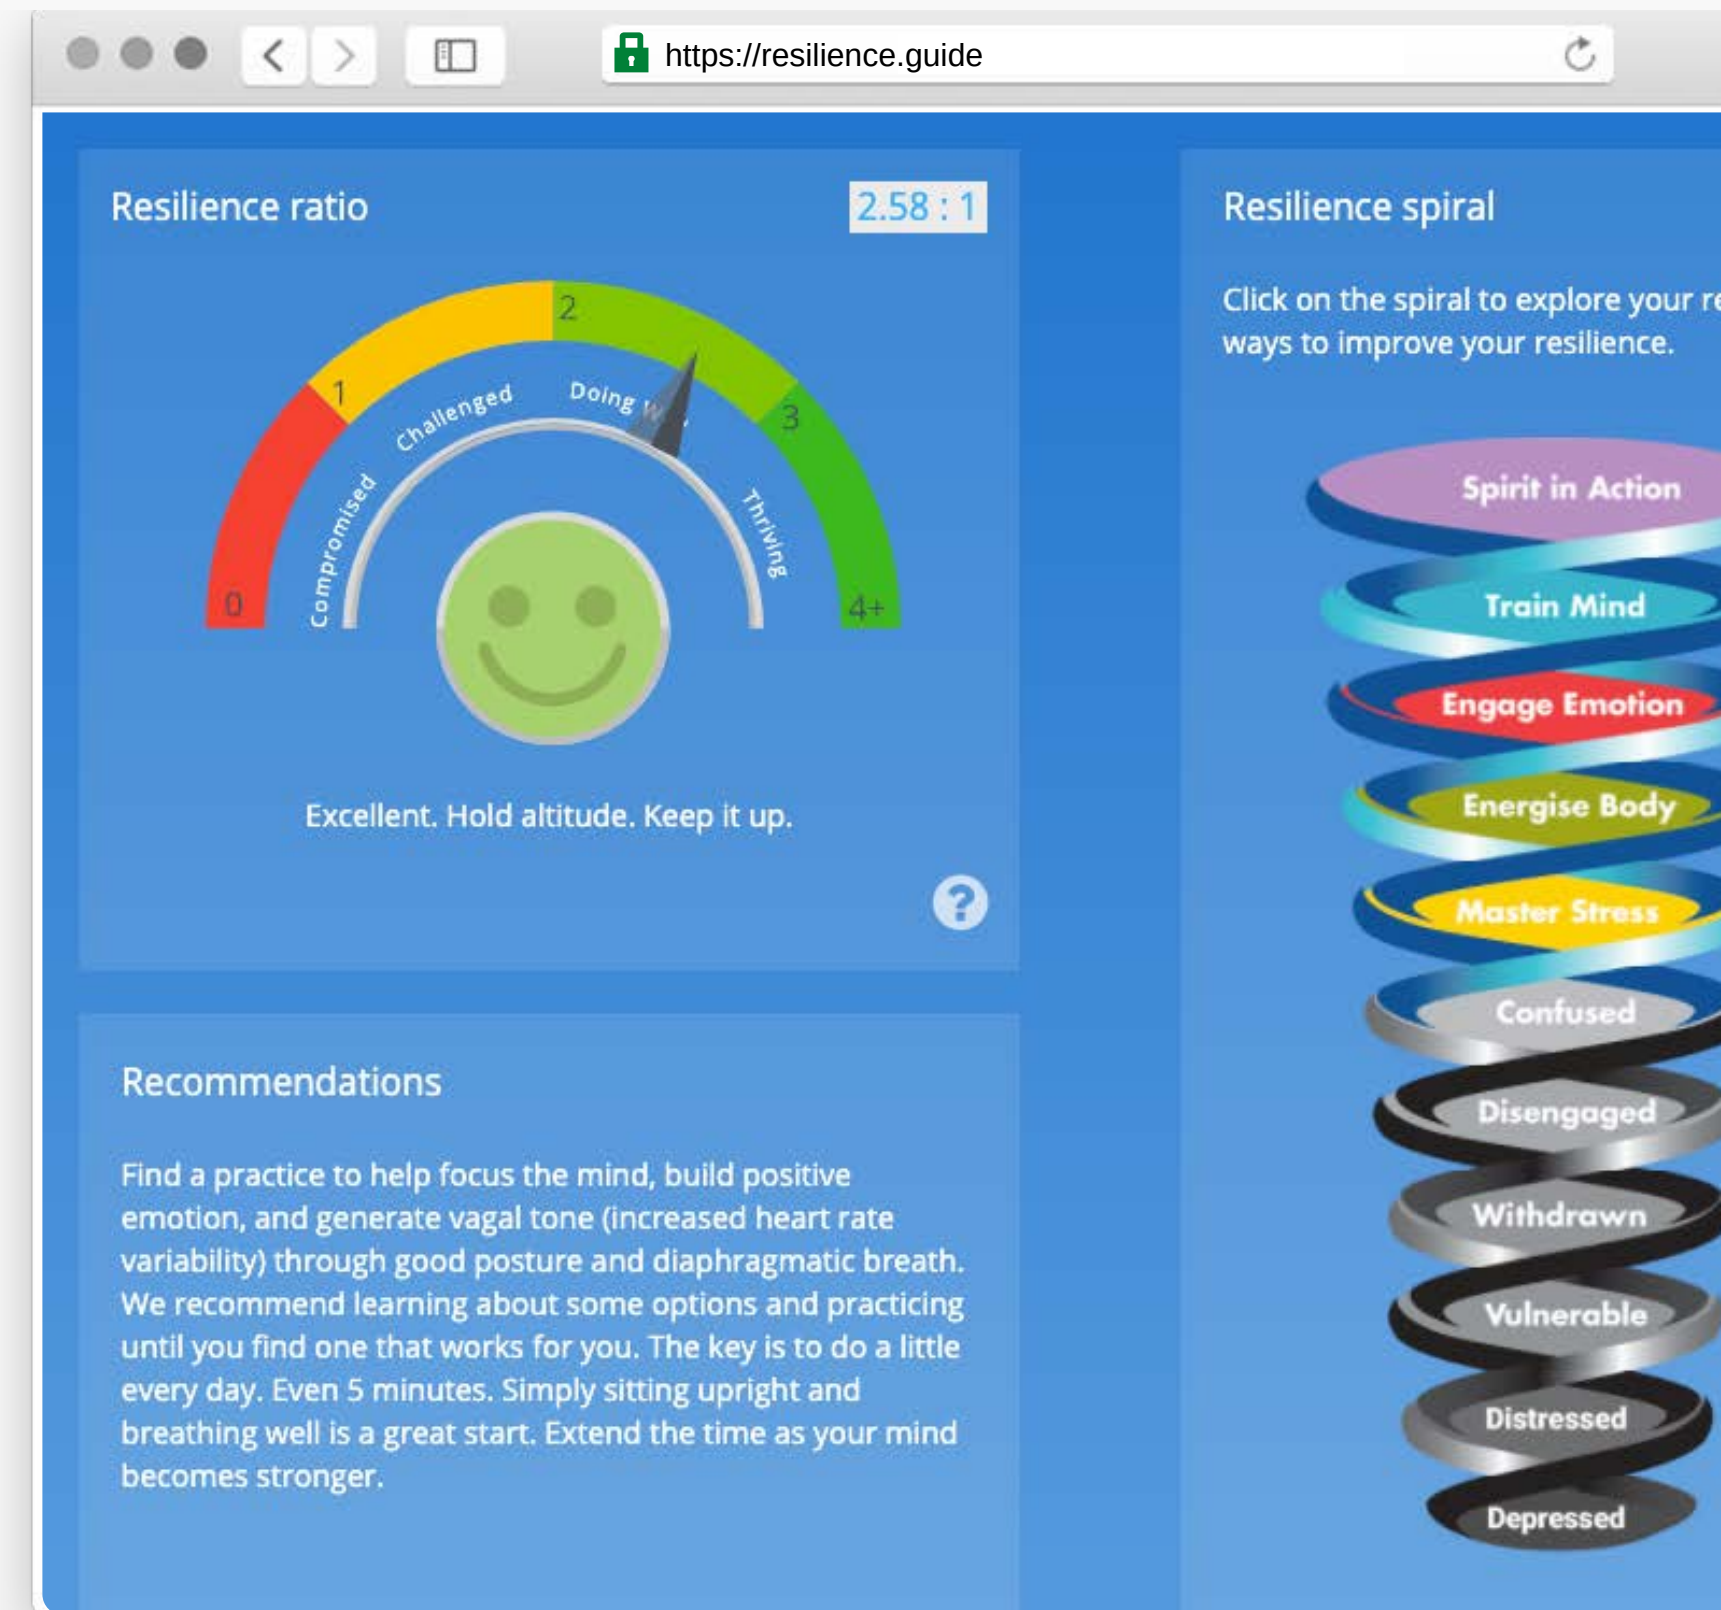 https://resilience.guide
Resilience ratio
2.58 : 1
0
1
2
3
4+
Compromised
Challenged
Doing
Thriving
Excellent. Hold altitude. Keep it up.
?
Recommendations
Find a practice to help focus the mind, build positive
emotion, and generate vagal tone (increased heart rate
variability) through good posture and diaphragmatic breath.
We recommend learning about some options and practicing
until you find one that works for you. The key is to do a little
every day. Even 5 minutes. Simply sitting upright and
breathing well is a great start. Extend the time as your mind
becomes stronger.
Resilience spiral
Click on the spiral to explore your
ways to improve your resilience.
Spirit in Action
Train Mind
Engage Emotion
Energise Body
Master Stress
Confused
Disengaged
Withdrawn
Vulnerable
Distressed
Depressed